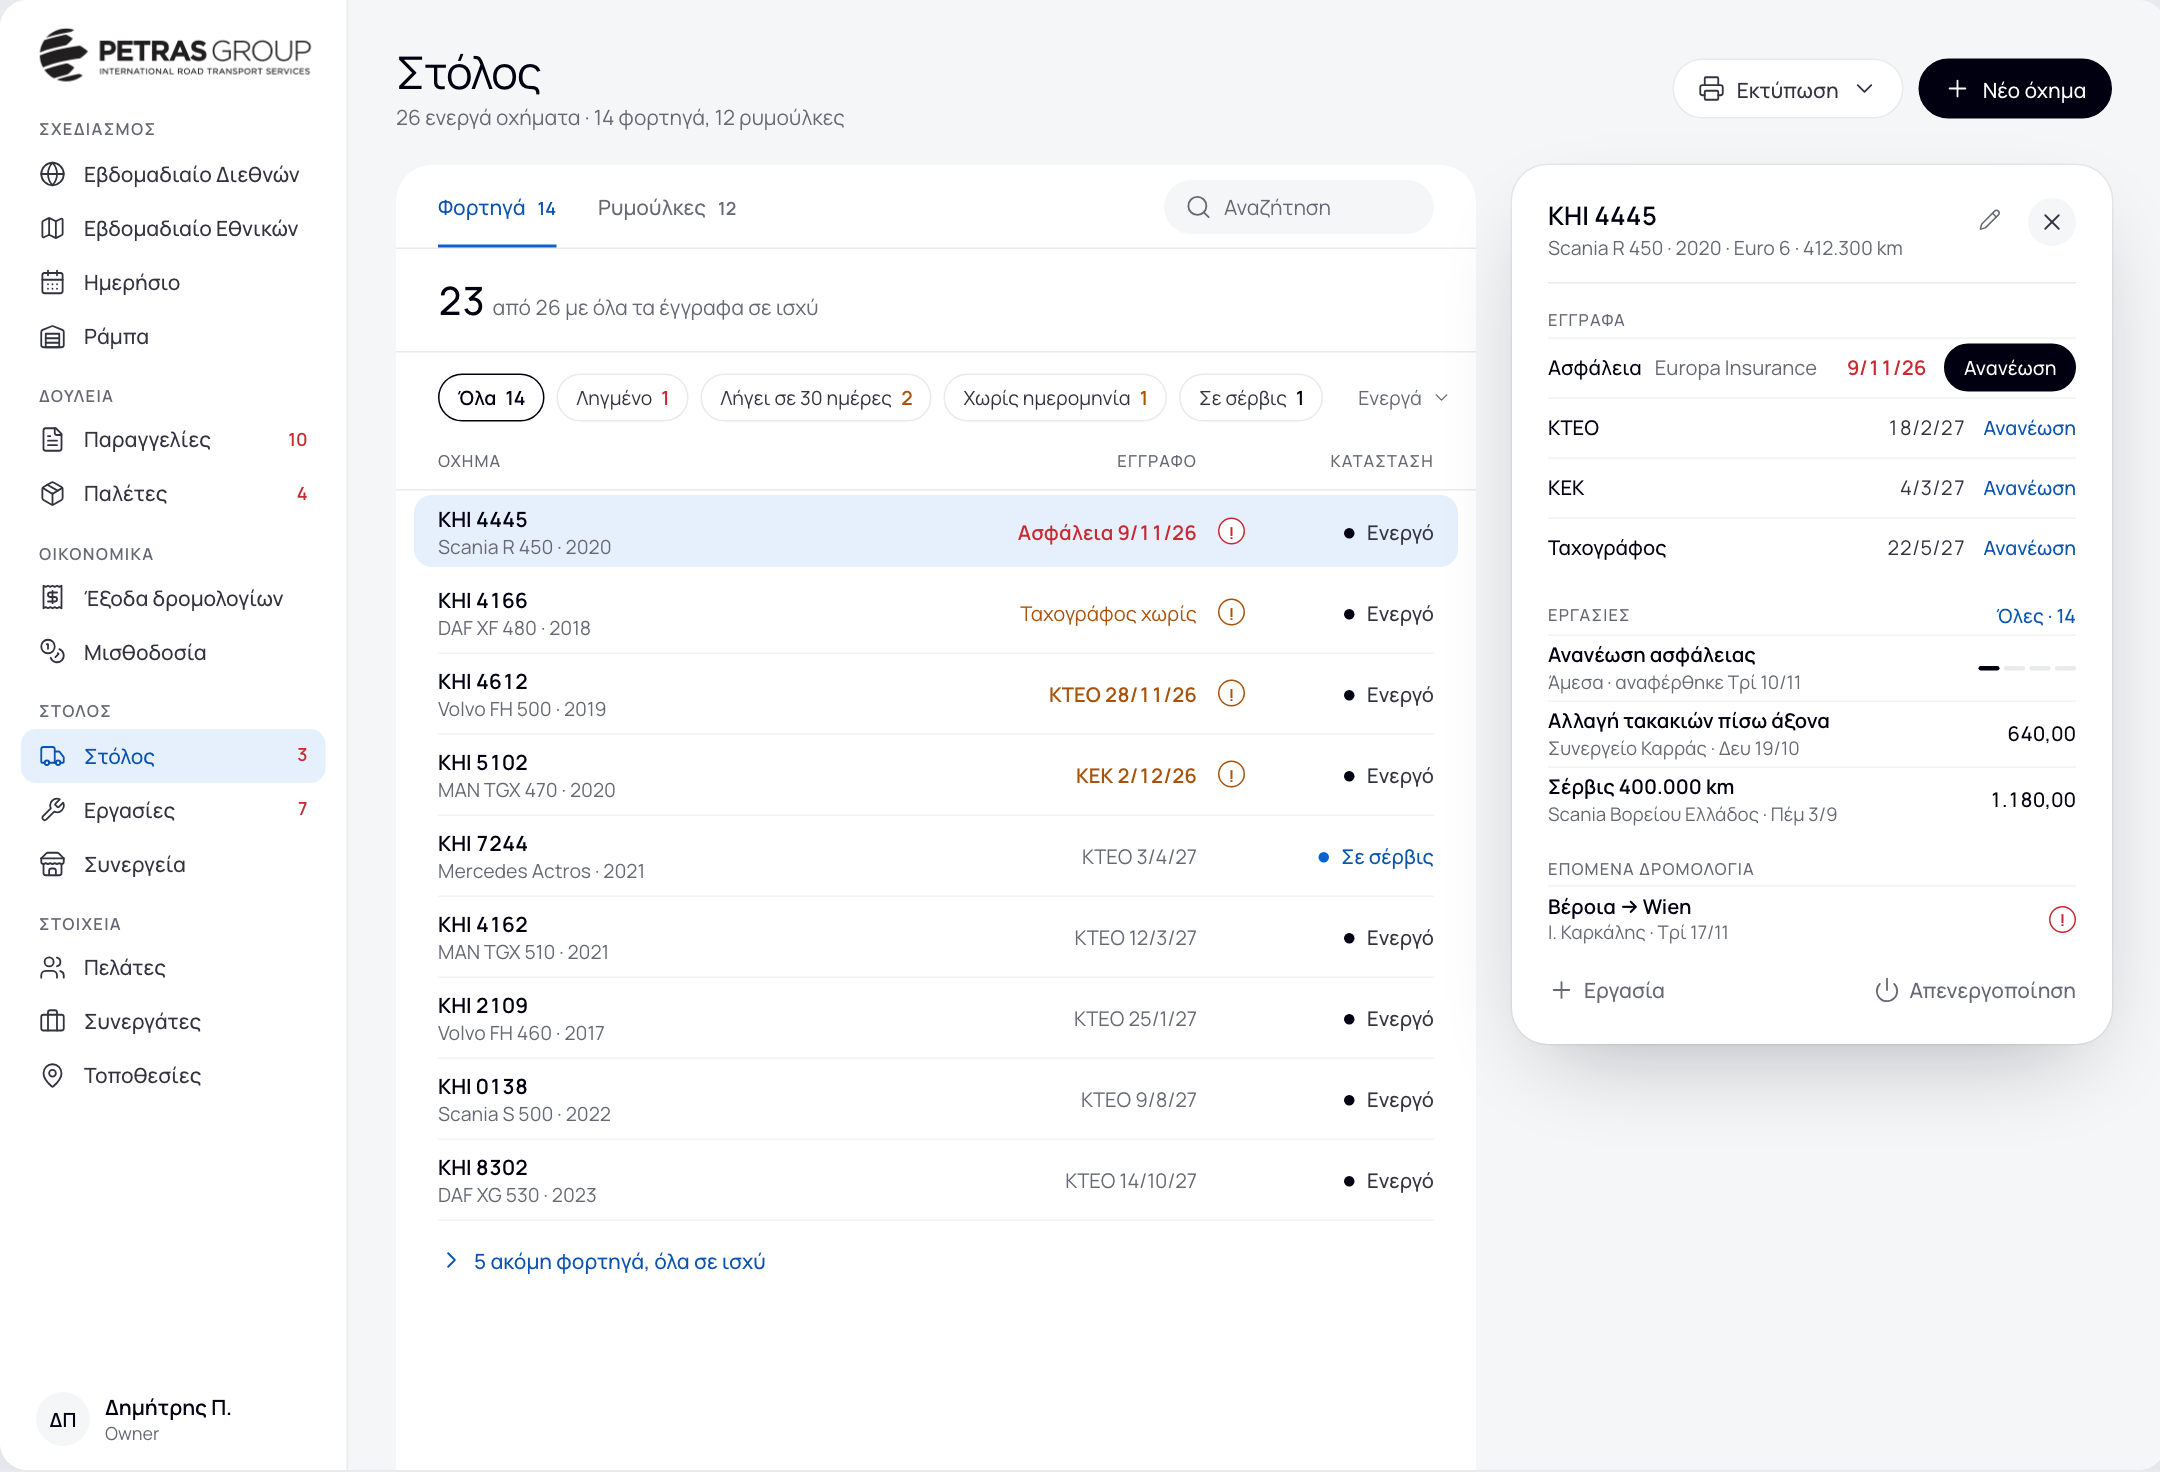 PETRAS GROUP
INTERNATIONAL ROAD TRANSPORT SERVICES
ΣΧΕΔΙΑΣΜΟΣ
Εβδομαδιαίο Διεθνών
Εβδομαδιαίο Εθνικών
Ημερήσιο
Ράμπα
ΔΟΥΛΕΙΑ
Παραγγελίες 10
Παλέτες 4
ΟΙΚΟΝΟΜΙΚΑ
Έξοδα δρομολογίων
Μισθοδοσία
ΣΤΟΛΟΣ
Στόλος 3
Εργασίες 7
Συνεργεία
ΣΤΟΙΧΕΙΑ
Πελάτες
Συνεργάτες
Τοποθεσίες
ΔΠ
Δημήτρης Π.
Owner
Στόλος
26 ενεργά οχήματα · 14 φορτηγά, 12 ρυμούλκες
Εκτύπωση
Νέο όχημα
Φορτηγά 14 Ρυμούλκες 12
Αναζήτηση
23 από 26 με όλα τα έγγραφα σε ισχύ
Όλα 14 Ληγμένο 1 Λήγει σε 30 ημέρες 2 Χωρίς ημερομηνία 1 Σε σέρβις 1 Ενεργά
ΟΧΗΜΑ ΕΓΓΡΑΦΟ ΚΑΤΑΣΤΑΣΗ
ΚΗΙ 4445
Scania R 450 · 2020
Ασφάλεια 9/11/26 Ενεργό
ΚΗΙ 4166
DAF XF 480 · 2018
Ταχογράφος χωρίς Ενεργό
ΚΗΙ 4612
Volvo FH 500 · 2019
ΚΤΕΟ 28/11/26 Ενεργό
ΚΗΙ 5102
MAN TGX 470 · 2020
ΚΕΚ 2/12/26 Ενεργό
ΚΗΙ 7244
Mercedes Actros · 2021
ΚΤΕΟ 3/4/27 Σε σέρβις
ΚΗΙ 4162
MAN TGX 510 · 2021
ΚΤΕΟ 12/3/27 Ενεργό
ΚΗΙ 2109
Volvo FH 460 · 2017
ΚΤΕΟ 25/1/27 Ενεργό
ΚΗΙ 0138
Scania S 500 · 2022
ΚΤΕΟ 9/8/27 Ενεργό
ΚΗΙ 8302
DAF XG 530 · 2023
ΚΤΕΟ 14/10/27 Ενεργό
5 ακόμη φορτηγά, όλα σε ισχύ
ΚΗΙ 4445
Scania R 450 · 2020 · Euro 6 · 412.300 km
ΕΓΓΡΑΦΑ
Ασφάλεια Europa Insurance 9/11/26 Ανανέωση
ΚΤΕΟ 18/2/27 Ανανέωση
ΚΕΚ 4/3/27 Ανανέωση
Ταχογράφος 22/5/27 Ανανέωση
ΕΡΓΑΣΙΕΣ Όλες · 14
Ανανέωση ασφάλειας
Άμεσα · αναφέρθηκε Τρί 10/11
Αλλαγή τακακιών πίσω άξονα
Συνεργείο Καρράς · Δευ 19/10
640,00
Σέρβις 400.000 km
Scania Βορείου Ελλάδος · Πέμ 3/9
1.180,00
ΕΠΟΜΕΝΑ ΔΡΟΜΟΛΟΓΙΑ
Βέροια → Wien
Ι. Καρκάλης · Τρί 17/11
Εργασία Απενεργοποίηση